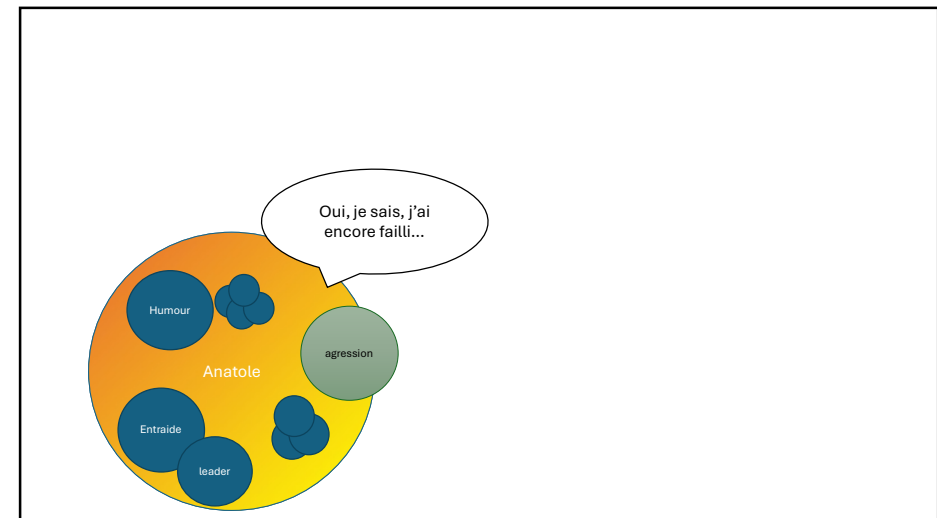 Oui, je sais, j’ai
encore failli...
Humour
agression
Anatole
Entraide
leader